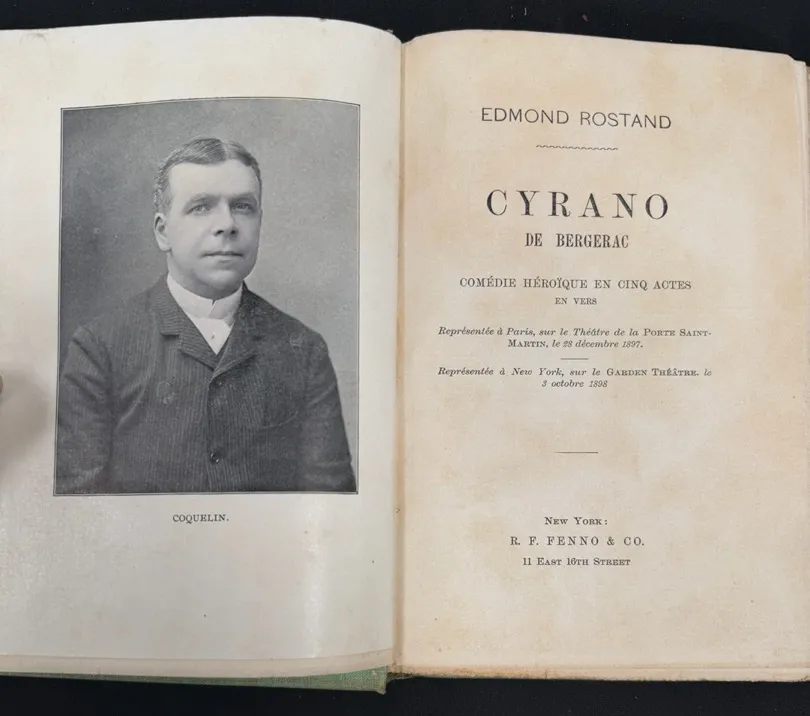 COQUELIN.
EDMOND ROSTAND
CYRANO
DE BERGERAC
COMÉDIE HÉROÏQUE EN CINQ ACTES
EN VERS
Représentée à Paris, sur le Théâtre de la PORTE SAINT-
MARTIN, le 28 décembre 1897.
Représentée à New York, sur le GARDEN THÉÂTRE. le
3 octobre 1898
NEW YORK:
R. F. FENNO & CO.
11 EAST 16TH STREET